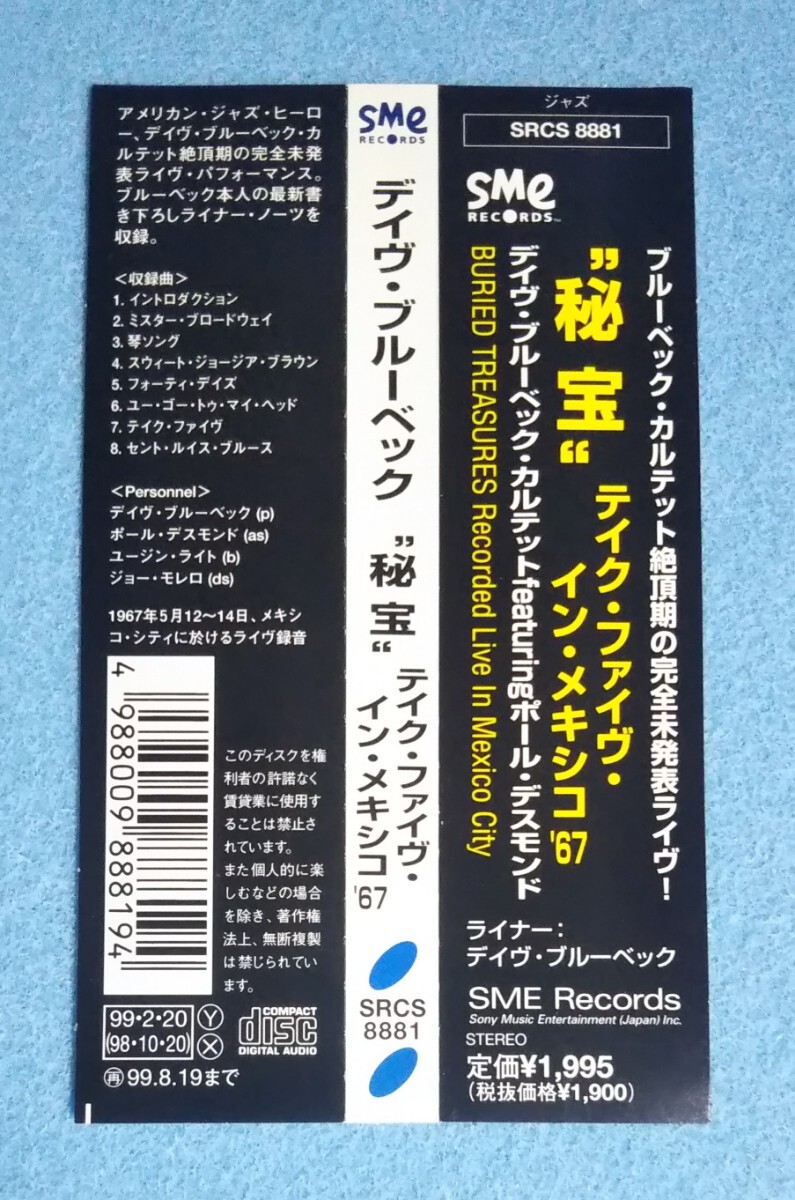 アメリカン・ジャズ・ヒーロ
ー、デイヴ・ブルーベック・カ
ルテット絶頂期の完全未発
表ライヴ・パフォーマンス。
ブルーベック本人の最新書
き下ろしライナー・ノーツを
収録。
<収録曲>
1. イントロダクション
2. ミスター・ブロードウェイ
3. 琴ソング
4. スウィート・ジョージア・ブラウン
5. フォーティ・デイズ
6. ユー・ゴー・トゥ・マイ・ヘッド
7. テイク・ファイヴ
8. セント・ルイス・ブルース
<Personnel>
デイヴ・ブルーベック (p)
ポール・デスモンド (as)
ユージン・ライト (b)
ジョー・モレロ (ds)
1967年5月12〜14日、メキシ
コ・シティに於けるライヴ録音
4 988009 888194
このディスクを権
利者の許諾なく
賃貸業に使用す
ることは禁止さ
れています。
また個人的に楽
しむなどの場合
を除き、著作権
法上、無断複製
は禁じられてい
ます。
99・2・20 Y
(98・10・20) X
COMPACT
disc
DIGITAL AUDIO
再99.8.19まで
SMe
RECORDS
デイヴ・ブルーベック
”秘宝“
テイク・ファイヴ・
イン・メキシコ'67
SRCS
8881
ジャズ
SRCS 8881
SMe
RECORDS™
ブルーベック・カルテット絶頂期の完全未発表ライヴ！
”秘宝“
テイク・ファイヴ・
イン・メキシコ'67
デイヴ・ブルーベック・カルテットfeaturingポール・デスモンド
BURIED TREASURES Recorded Live In Mexico City
ライナー：
デイヴ・ブルーベック
SME Records
Sony Music Entertainment (Japan) Inc.
STEREO
定価¥1,995
(税抜価格¥1,900)